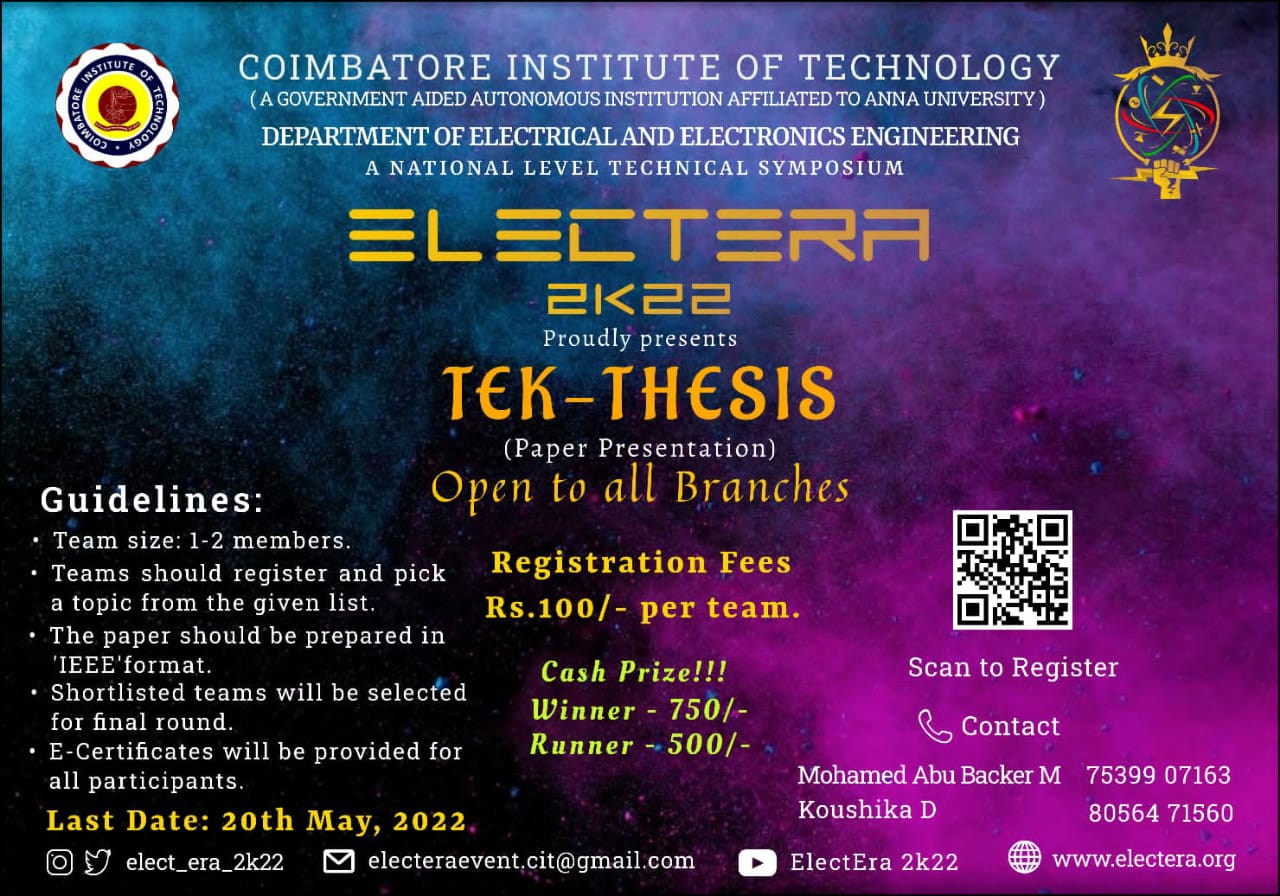 COIMBATORE INSTITUTE OF TECHNOLOGY
COIMBATORE INSTITUTE OF TECHNOLOGY
( A GOVERNMENT AIDED AUTONOMOUS INSTITUTION AFFILIATED TO ANNA UNIVERSITY )
DEPARTMENT OF ELECTRICAL AND ELECTRONICS ENGINEERING
A NATIONAL LEVEL TECHNICAL SYMPOSIUM
ELECTERA
2K22
Proudly presents
TEK-THESIS
(Paper Presentation)
Open to all Branches
Guidelines:
• Team size: 1-2 members.
• Teams should register and pick
a topic from the given list.
• The paper should be prepared in
'IEEE'format.
• Shortlisted teams will be selected
for final round.
• E-Certificates will be provided for
all participants.
Last Date: 20th May, 2022
Registration Fees
Rs.100/- per team.
Cash Prize!!!
Winner - 750/-
Runner - 500/-
Scan to Register
Contact
Mohamed Abu Backer M 75399 07163
Koushika D 80564 71560
elect_era_2k22 electeraevent.cit@gmail.com ElectEra 2k22 www.electera.org